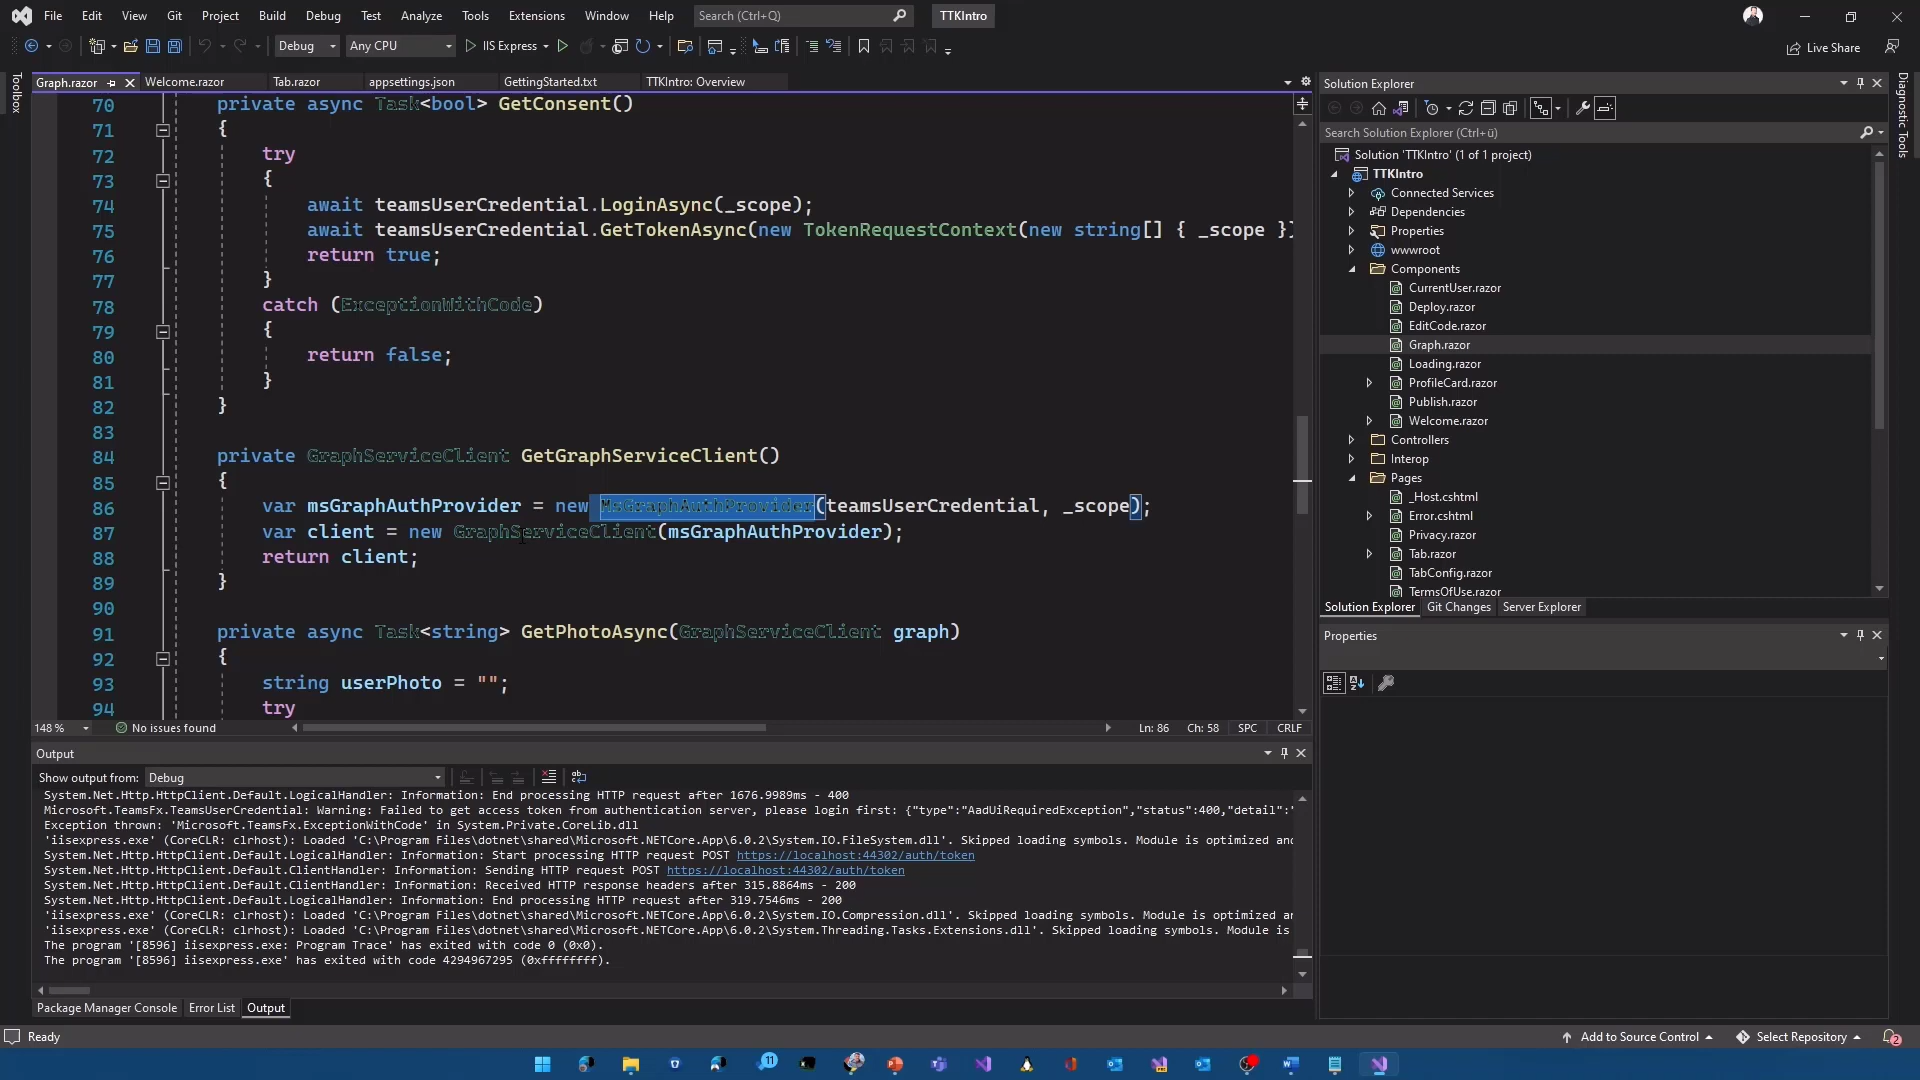 File Edit View Git Project Build Debug Test Analyze Tools Extensions Window Help Search (Ctrl+Q) TTKIntro
Debug Any CPU IIS Express Live Share
Toolbox
Graph.razor Welcome.razor Tab.razor appsettings.json GettingStarted.txt TTKIntro: Overview
70 private async Task<bool> GetConsent()
71 {
72 try
73 {
74 await teamsUserCredential.LoginAsync(_scope);
75 await teamsUserCredential.GetTokenAsync(new TokenRequestContext(new string[] { _scope })
76 return true;
77 }
78 catch (ExceptionWithCode)
79 {
80 return false;
81 }
82 }
83
84 private GraphServiceClient GetGraphServiceClient()
85 {
86 var msGraphAuthProvider = new MsGraphAuthProvider(teamsUserCredential, _scope);
87 var client = new GraphServiceClient(msGraphAuthProvider);
88 return client;
89 }
90
91 private async Task<string> GetPhotoAsync(GraphServiceClient graph)
92 {
93 string userPhoto = "";
94 try
148 % No issues found Ln: 86 Ch: 58 SPC CRLF
Output
Show output from: Debug
System.Net.Http.HttpClient.Default.LogicalHandler: Information: End processing HTTP request after 1676.9989ms - 400
Microsoft.TeamsFx.TeamsUserCredential: Warning: Failed to get access token from authentication server, please login first: {"type":"AadUiRequiredException","status":400,"detail":"
Exception thrown: 'Microsoft.TeamsFx.ExceptionWithCode' in System.Private.CoreLib.dll
'iisexpress.exe' (CoreCLR: clrhost): Loaded 'C:\Program Files\dotnet\shared\Microsoft.NETCore.App\6.0.2\System.IO.FileSystem.dll'. Skipped loading symbols. Module is optimized and
System.Net.Http.HttpClient.Default.LogicalHandler: Information: Start processing HTTP request POST https://localhost:44302/auth/token
System.Net.Http.HttpClient.Default.ClientHandler: Information: Sending HTTP request POST https://localhost:44302/auth/token
System.Net.Http.HttpClient.Default.ClientHandler: Information: Received HTTP response headers after 315.8864ms - 200
System.Net.Http.HttpClient.Default.LogicalHandler: Information: End processing HTTP request after 319.7546ms - 200
'iisexpress.exe' (CoreCLR: clrhost): Loaded 'C:\Program Files\dotnet\shared\Microsoft.NETCore.App\6.0.2\System.IO.Compression.dll'. Skipped loading symbols. Module is optimized ar
'iisexpress.exe' (CoreCLR: clrhost): Loaded 'C:\Program Files\dotnet\shared\Microsoft.NETCore.App\6.0.2\System.Threading.Tasks.Extensions.dll'. Skipped loading symbols. Module is
The program '[8596] iisexpress.exe: Program Trace' has exited with code 0 (0x0).
The program '[8596] iisexpress.exe' has exited with code 4294967295 (0xffffffff).
Package Manager Console Error List Output
Solution Explorer
Search Solution Explorer (Ctrl+ü)
Solution 'TTKIntro' (1 of 1 project)
TTKIntro
Connected Services
Dependencies
Properties
wwwroot
Components
CurrentUser.razor
Deploy.razor
EditCode.razor
Graph.razor
Loading.razor
ProfileCard.razor
Publish.razor
Welcome.razor
Controllers
Interop
Pages
_Host.cshtml
Error.cshtml
Privacy.razor
Tab.razor
TabConfig.razor
TermsOfUse.razor
Solution Explorer Git Changes Server Explorer
Properties
Diagnostic Tools
Ready Add to Source Control Select Repository 2
11